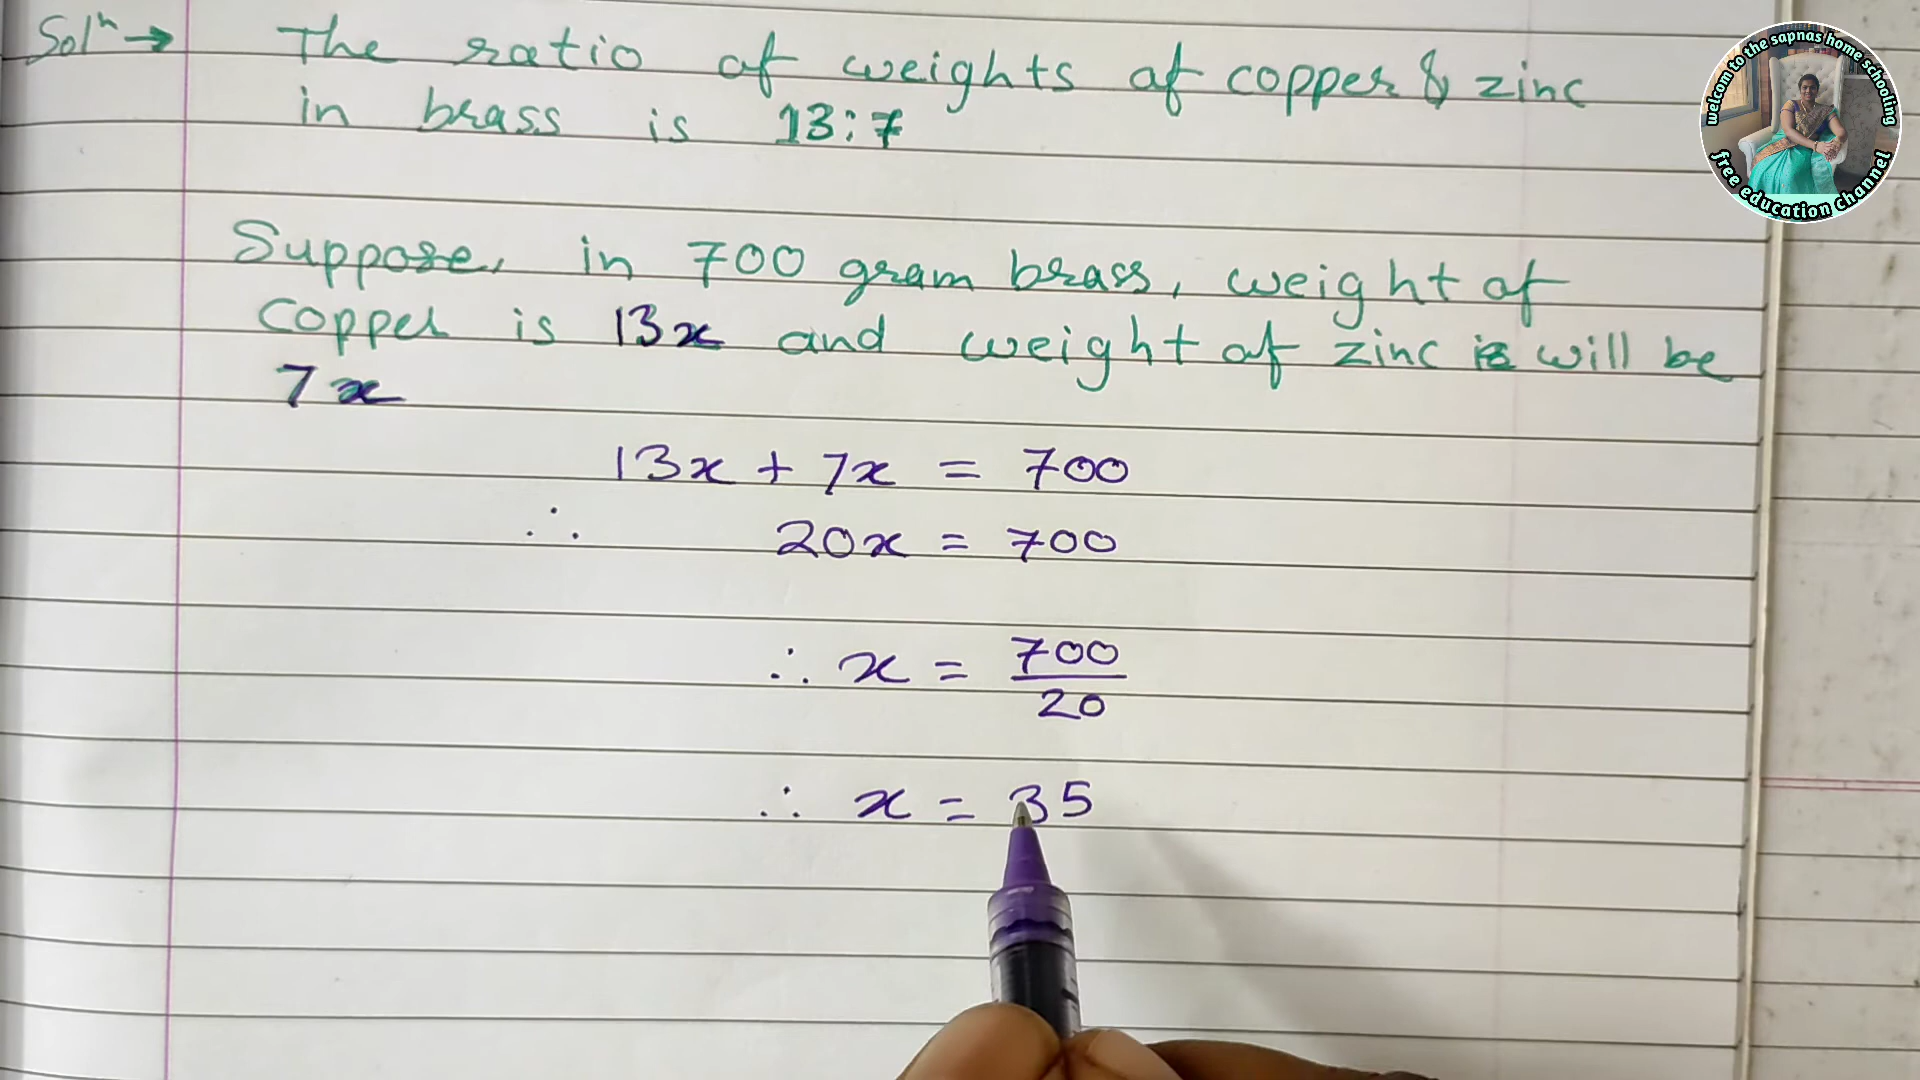 Solⁿ → The ratio of weights of copper & zinc
in brass is 13:7
Suppose, in 700 gram brass, weight of
copper is 13x and weight of zinc is will be
7x
13x + 7x = 700
∴ 20x = 700
∴ x = 700/20
∴ x = 35
welcom to the sapnas home schooling
free education channel